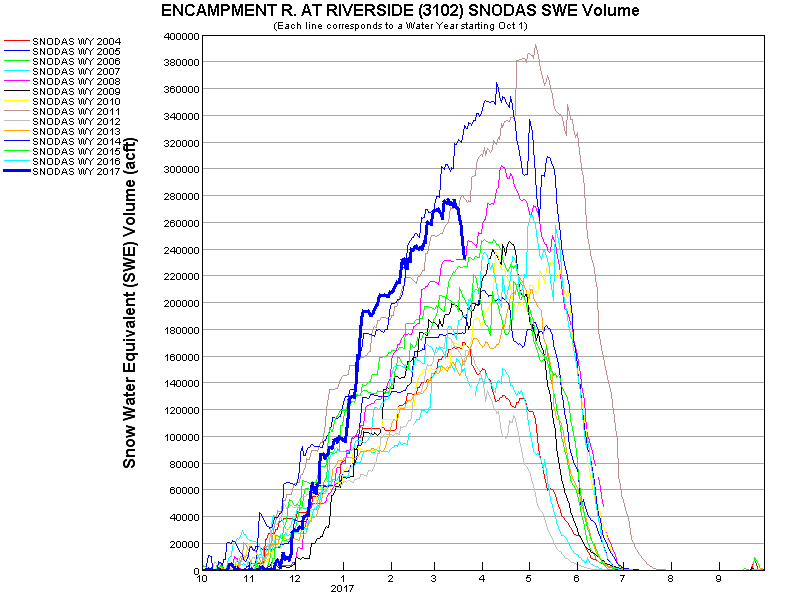 ENCAMPMENT R. AT RIVERSIDE (3102) SNODAS SWE Volume
(Each line corresponds to a Water Year starting Oct 1)
SNODAS WY 2004
SNODAS WY 2005
SNODAS WY 2006
SNODAS WY 2007
SNODAS WY 2008
SNODAS WY 2009
SNODAS WY 2010
SNODAS WY 2011
SNODAS WY 2012
SNODAS WY 2013
SNODAS WY 2014
SNODAS WY 2015
SNODAS WY 2016
SNODAS WY 2017
Snow Water Equivalent (SWE) Volume (acft)
400000
380000
360000
340000
320000
300000
280000
260000
240000
220000
200000
180000
160000
140000
120000
100000
80000
60000
40000
20000
0
10 11 12 1 2 3 4 5 6 7 8 9
2017